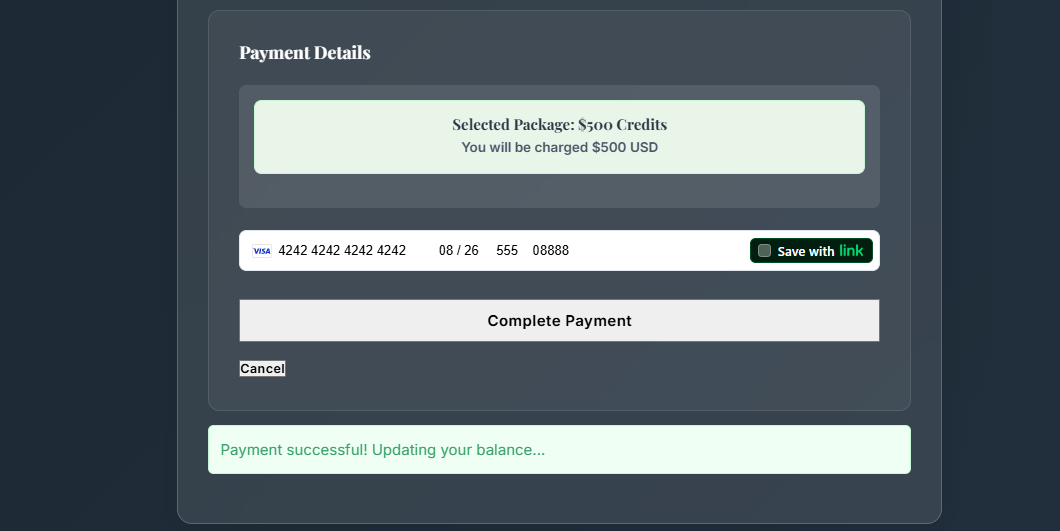 Payment Details
Selected Package: $500 Credits
You will be charged $500 USD
VISA 4242 4242 4242 4242 08 / 26 555 08888 Save with link
Complete Payment
Cancel
Payment successful! Updating your balance...